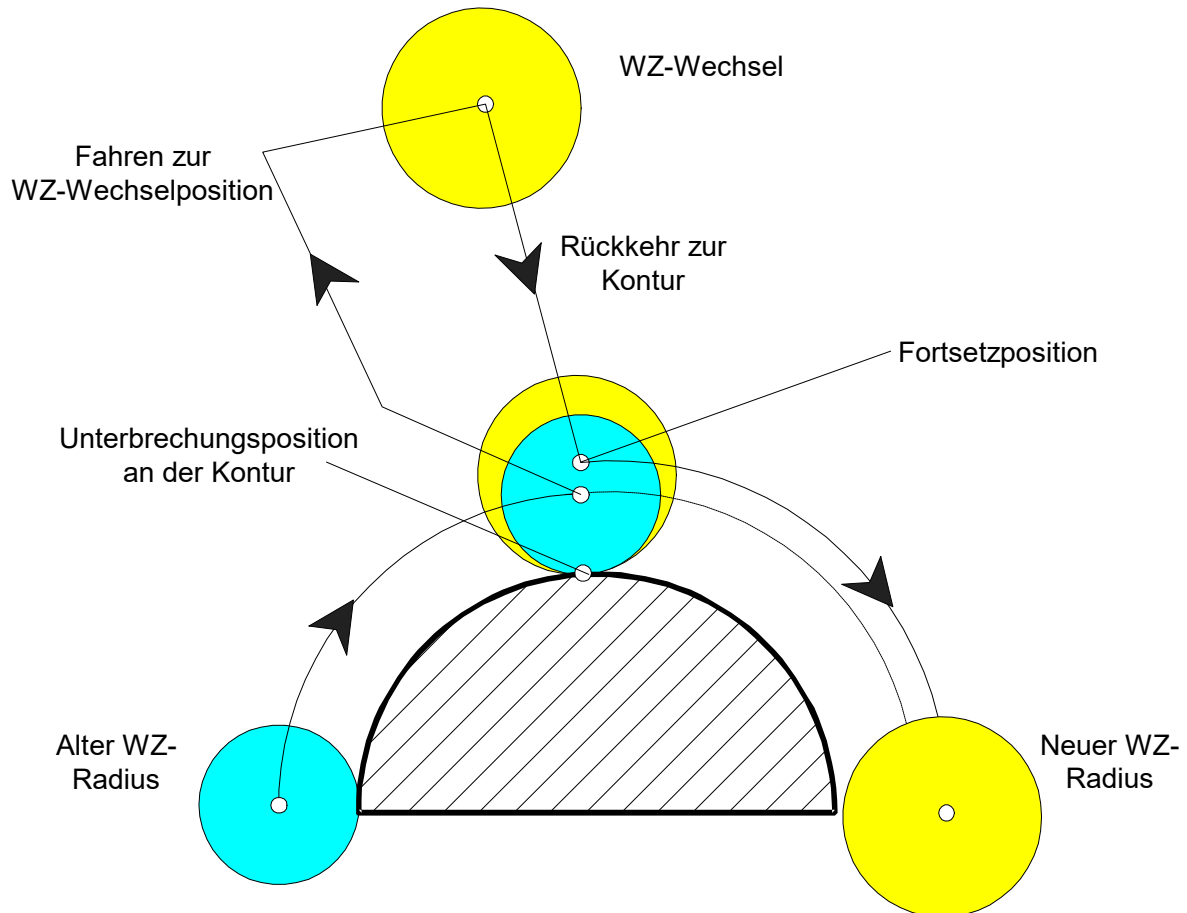 WZ-Wechsel
Fahren zur
WZ-Wechselposition
Rückkehr zur
Kontur
Fortsetzposition
Unterbrechungsposition
an der Kontur
Alter WZ-
Radius
Neuer WZ-
Radius